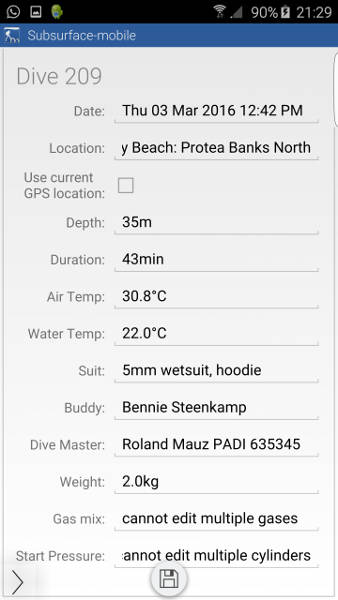 90% 21:29
Subsurface-mobile
Dive 209
Date: Thu 03 Mar 2016 12:42 PM
Location: y Beach: Protea Banks North
Use current
GPS location:
Depth: 35m
Duration: 43min
Air Temp: 30.8°C
Water Temp: 22.0°C
Suit: 5mm wetsuit, hoodie
Buddy: Bennie Steenkamp
Dive Master: Roland Mauz PADI 635345
Weight: 2.0kg
Gas mix: cannot edit multiple gases
Start Pressure: cannot edit multiple cylinders